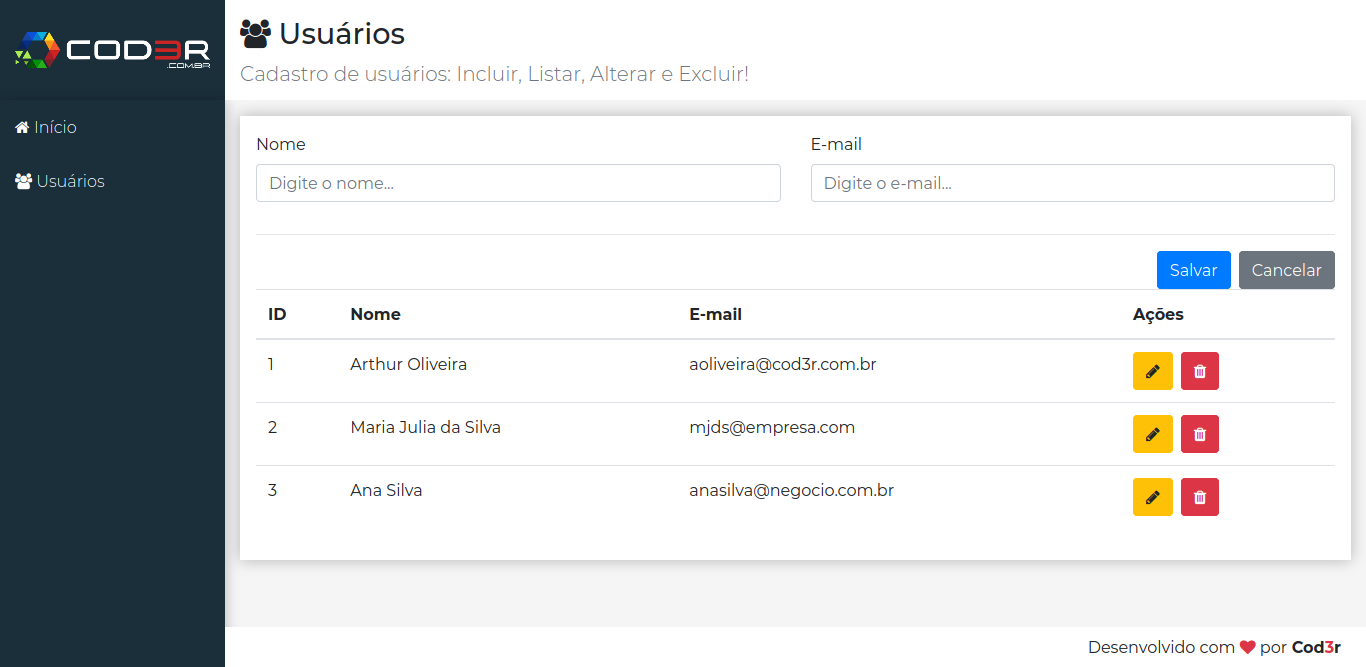 COD3R
.COM.BR
Início
Usuários
Usuários
Cadastro de usuários: Incluir, Listar, Alterar e Excluir!
Nome E-mail
Digite o nome... Digite o e-mail...
Salvar Cancelar
ID Nome E-mail Ações
1 Arthur Oliveira aoliveira@cod3r.com.br
2 Maria Julia da Silva mjds@empresa.com
3 Ana Silva anasilva@negocio.com.br
Desenvolvido com ❤ por Cod3r